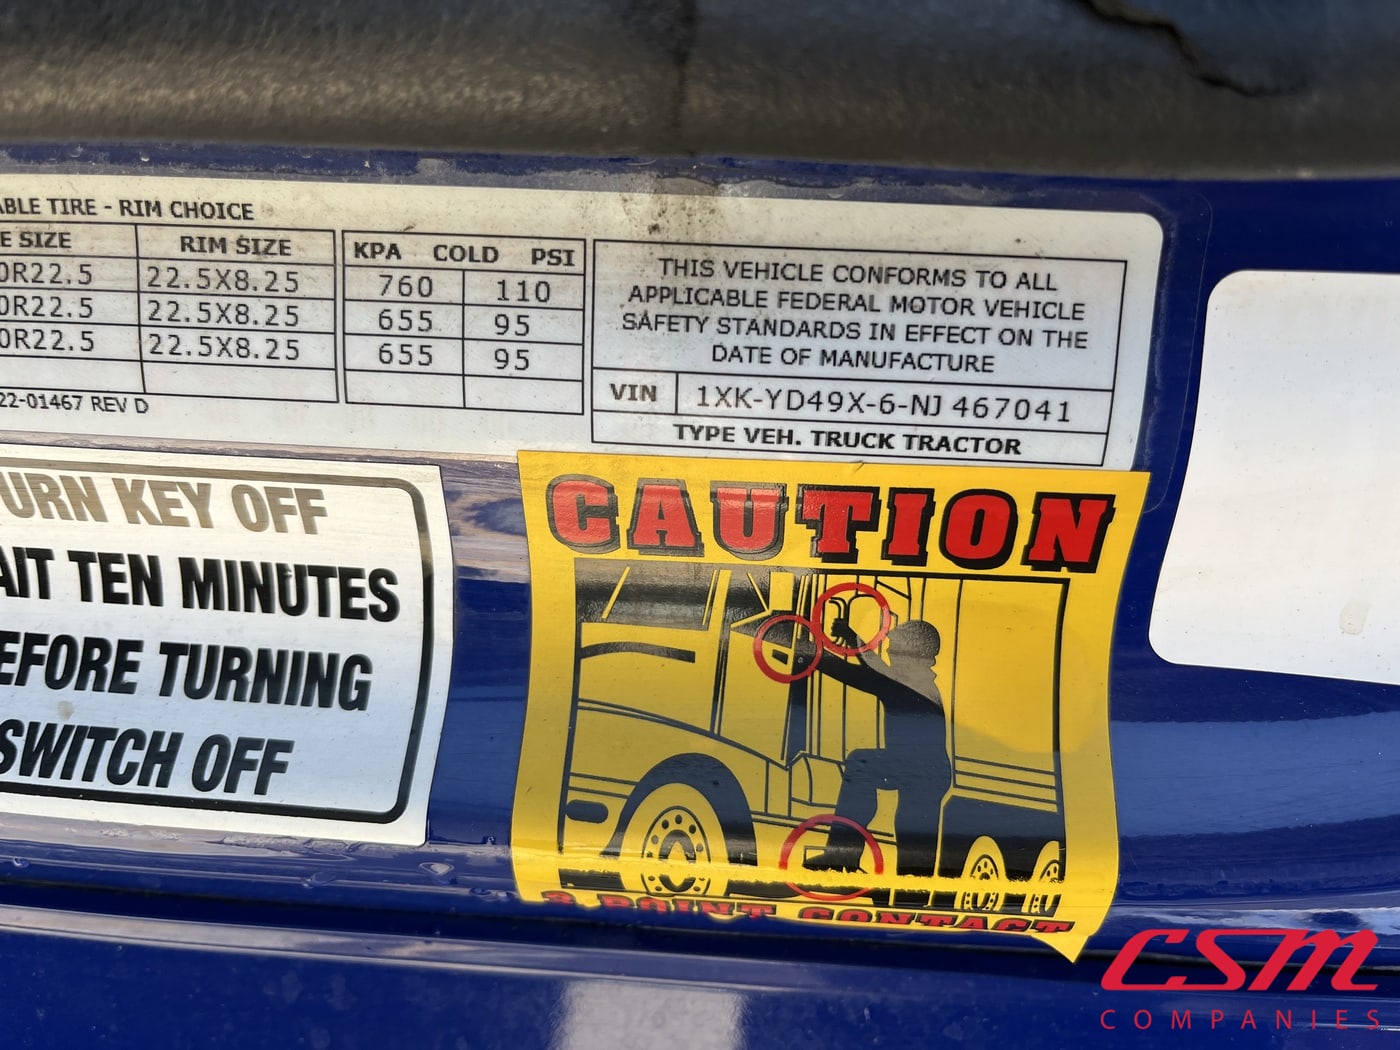 ABLE TIRE - RIM CHOICE
E SIZE RIM SIZE
0R22.5 22.5X8.25
0R22.5 22.5X8.25
0R22.5 22.5X8.25
22-01467 REV D
KPA COLD PSI
760 110
655 95
655 95
THIS VEHICLE CONFORMS TO ALL
APPLICABLE FEDERAL MOTOR VEHICLE
SAFETY STANDARDS IN EFFECT ON THE
DATE OF MANUFACTURE
VIN 1XK-YD49X-6-NJ 467041
TYPE VEH. TRUCK TRACTOR
URN KEY OFF
AIT TEN MINUTES
EFORE TURNING
SWITCH OFF
CAUTION
3 POINT CONTACT
CSM
COMPANIES